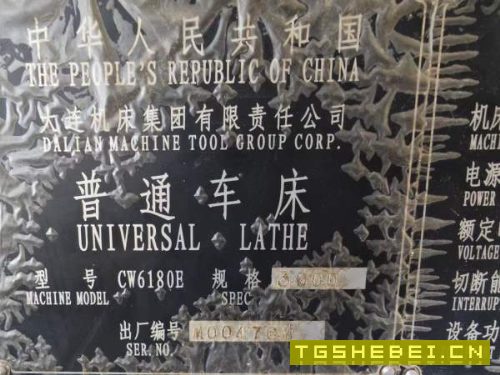 中华人民共和国
THE PEOPLE'S REPUBLIC OF CHINA
大连机床集团有限责任公司
DALIAN MACHINE TOOL GROUP CORP.
普通车床
UNIVERSAL LATHE
型号 CW6180E 规格 3000
MACHINE MODEL SPEC
出厂编号
SER. NO.
机床
电源
POWER
额定
VOLTAGE
切断能
设备功
TGSHEBEI.CN